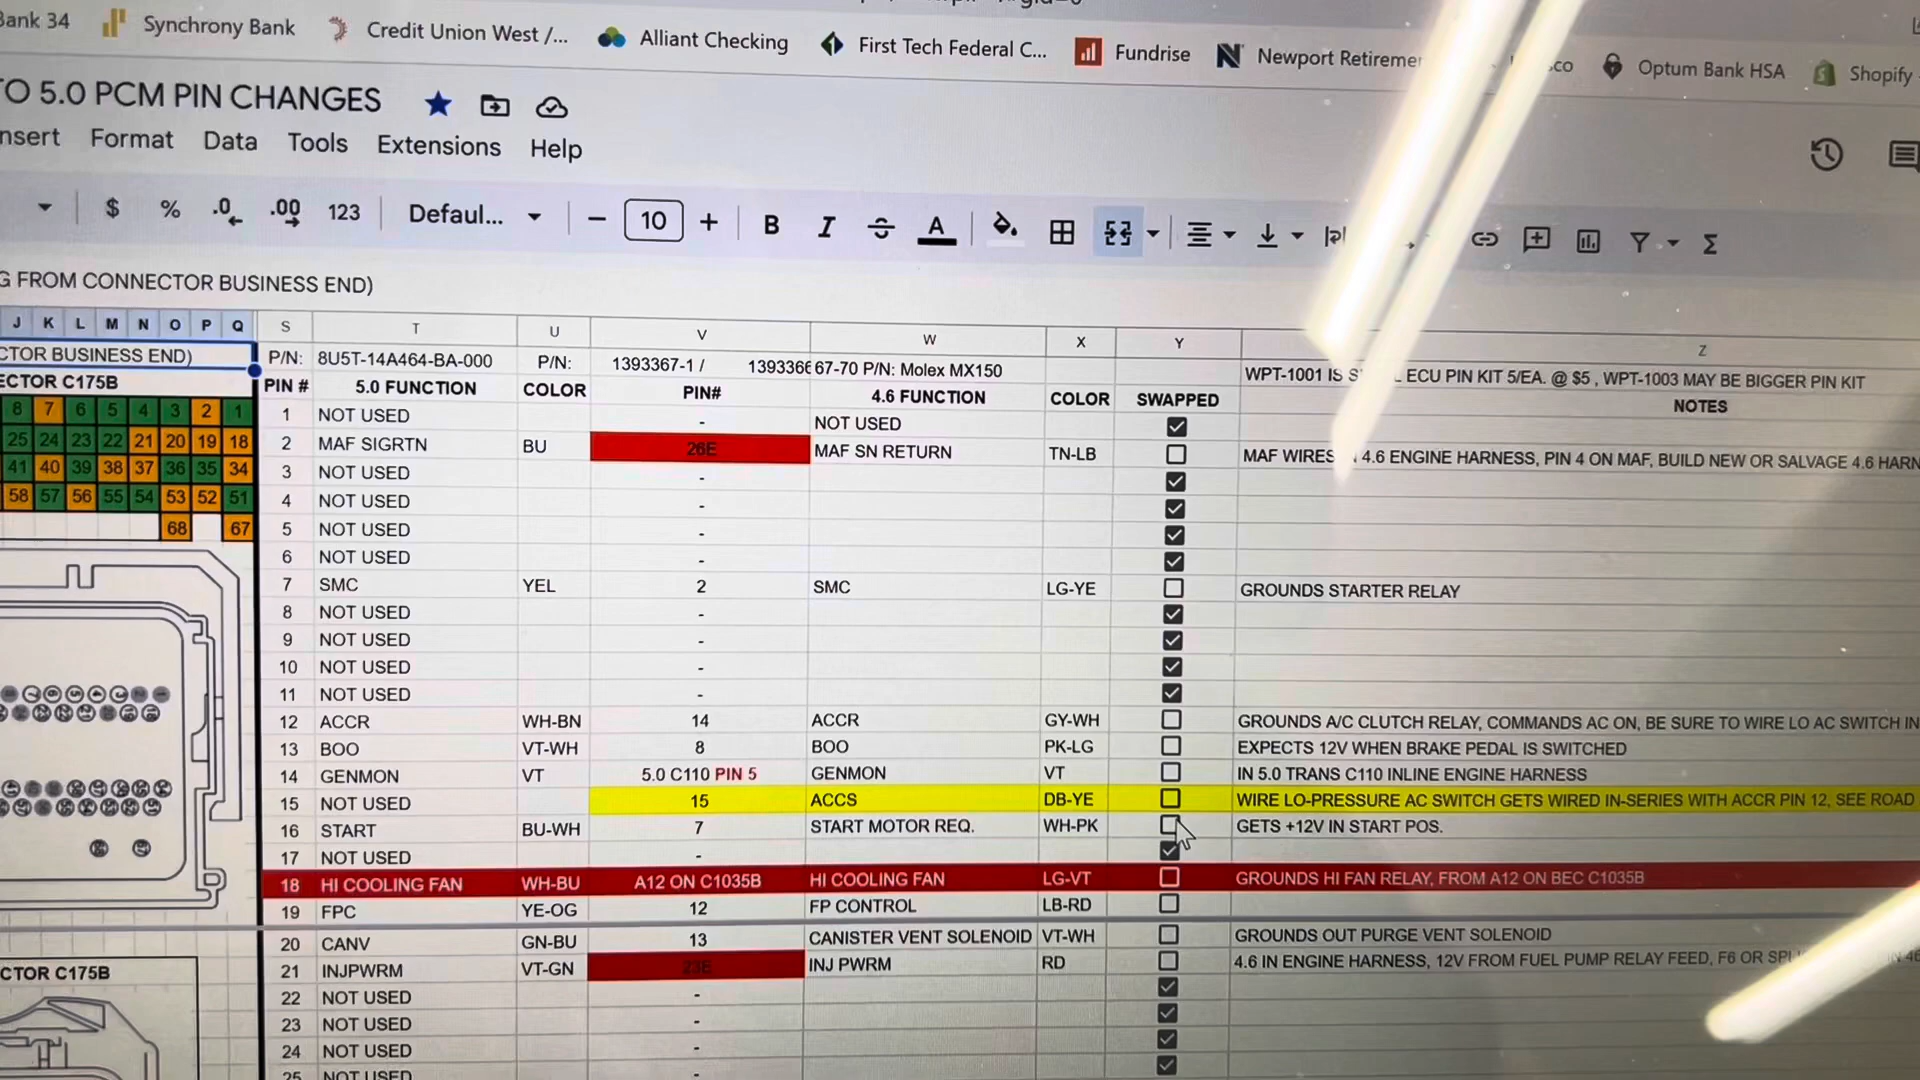 Bank 34 Synchrony Bank Credit Union West /... Alliant Checking First Tech Federal C... Fundrise Newport Retireme Optum Bank HSA Shopify
TO 5.0 PCM PIN CHANGES
nsert Format Data Tools Extensions Help
$ % .0 .00 123 Defaul... − 10 + B I S A Σ
G FROM CONNECTOR BUSINESS END)
J K L M N O P Q S T U V W X Y Z
CTOR BUSINESS END) P/N: 8U5T-14A464-BA-000 P/N: 1393367-1 / 1393366 67-70 P/N: Molex MX150 WPT-1001 IS ECU PIN KIT 5/EA. @ $5 , WPT-1003 MAY BE BIGGER PIN KIT
ECTOR C175B PIN # 5.0 FUNCTION COLOR PIN# 4.6 FUNCTION COLOR SWAPPED NOTES
8 7 6 5 4 3 2 1
25 24 23 22 21 20 19 18
41 40 39 38 37 36 35 34
58 57 56 55 54 53 52 51
68 67
1 NOT USED - NOT USED
2 MAF SIGRTN BU 26E MAF SN RETURN TN-LB MAF WIRES 4.6 ENGINE HARNESS, PIN 4 ON MAF, BUILD NEW OR SALVAGE 4.6 HARN
3 NOT USED -
4 NOT USED -
5 NOT USED -
6 NOT USED -
7 SMC YEL 2 SMC LG-YE GROUNDS STARTER RELAY
8 NOT USED -
9 NOT USED -
10 NOT USED -
11 NOT USED -
12 ACCR WH-BN 14 ACCR GY-WH GROUNDS A/C CLUTCH RELAY, COMMANDS AC ON, BE SURE TO WIRE LO AC SWITCH IN
13 BOO VT-WH 8 BOO PK-LG EXPECTS 12V WHEN BRAKE PEDAL IS SWITCHED
14 GENMON VT 5.0 C110 PIN 5 GENMON VT IN 5.0 TRANS C110 INLINE ENGINE HARNESS
15 NOT USED 15 ACCS DB-YE WIRE LO-PRESSURE AC SWITCH GETS WIRED IN-SERIES WITH ACCR PIN 12, SEE ROAD
16 START BU-WH 7 START MOTOR REQ. WH-PK GETS +12V IN START POS.
17 NOT USED -
18 HI COOLING FAN WH-BU A12 ON C1035B HI COOLING FAN LG-VT GROUNDS HI FAN RELAY, FROM A12 ON BEC C1035B
19 FPC YE-OG 12 FP CONTROL LB-RD
20 CANV GN-BU 13 CANISTER VENT SOLENOID VT-WH GROUNDS OUT PURGE VENT SOLENOID
CTOR C175B
21 INJPWRM VT-GN INJ PWRM RD 4.6 IN ENGINE HARNESS, 12V FROM FUEL PUMP RELAY FEED, F6 OR
22 NOT USED -
23 NOT USED -
24 NOT USED -
25 NOT USED -